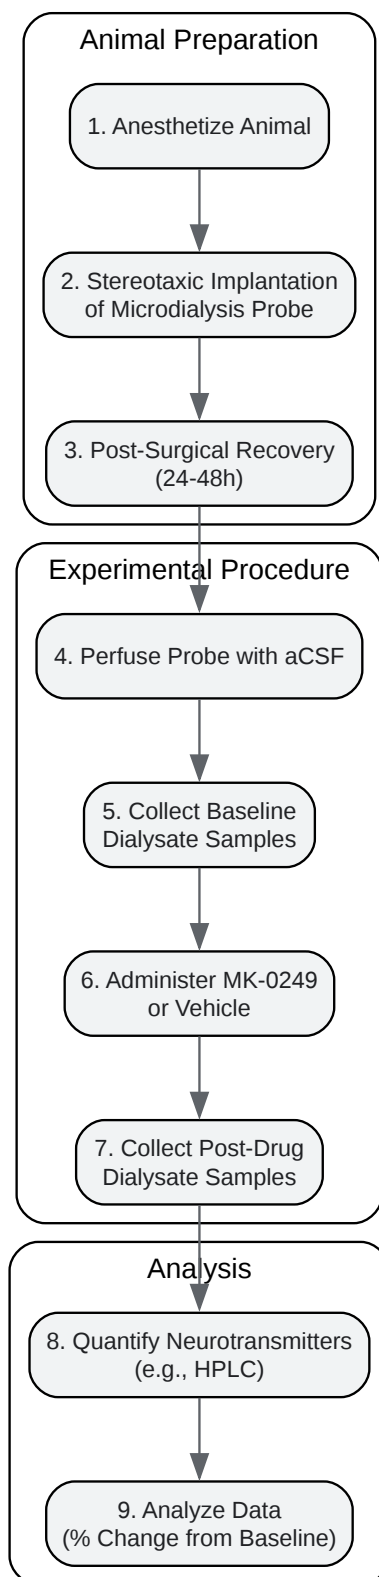 Animal Preparation
1. Anesthetize Animal
2. Stereotaxic Implantation
of Microdialysis Probe
3. Post-Surgical Recovery
(24-48h)
Experimental Procedure
4. Perfuse Probe with aCSF
5. Collect Baseline
Dialysate Samples
6. Administer MK-0249
or Vehicle
7. Collect Post-Drug
Dialysate Samples
Analysis
8. Quantify Neurotransmitters
(e.g., HPLC)
9. Analyze Data
(% Change from Baseline)